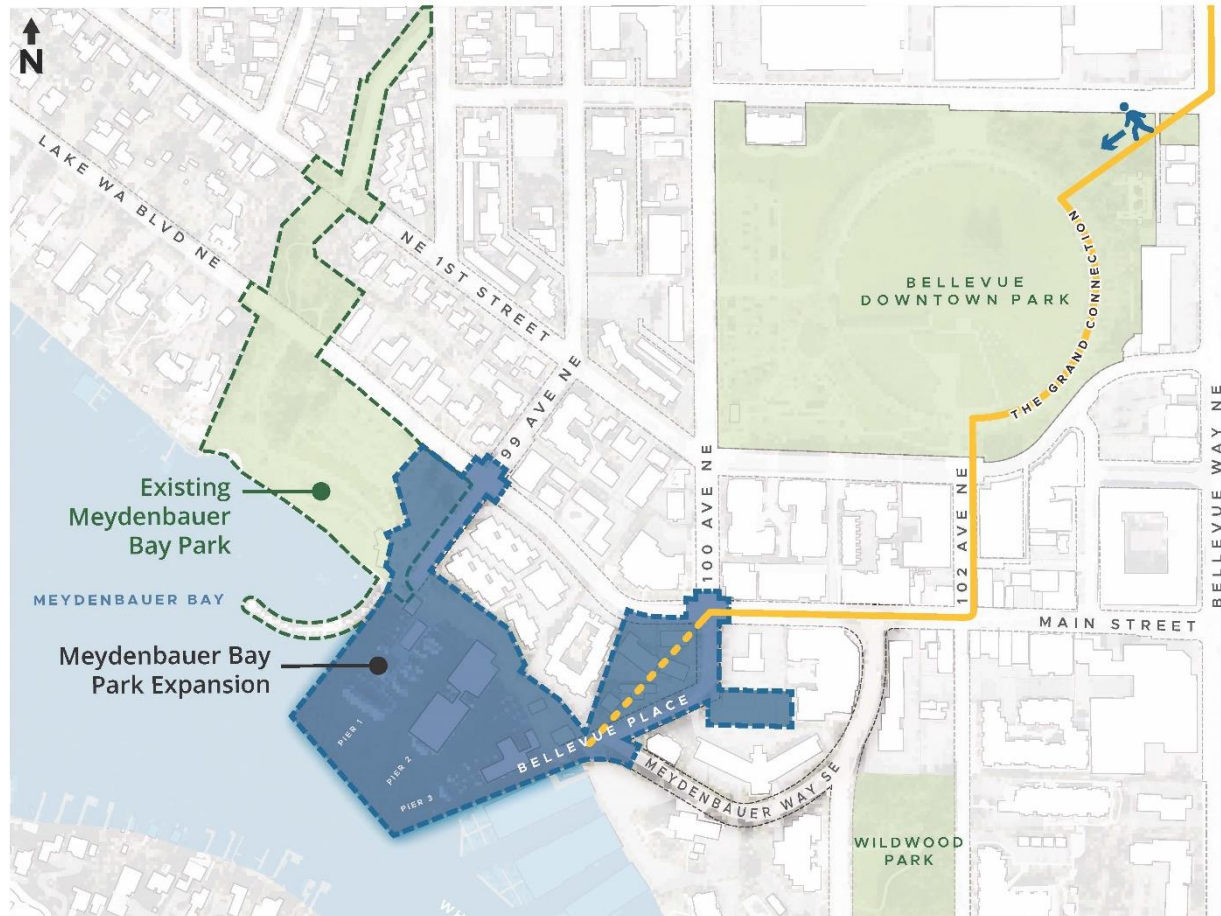 N
LAKE WA BLVD NE
NE 1ST STREET
99 AVE NE
100 AVE NE
102 AVE NE
BELLEVUE WAY NE
BELLEVUE
DOWNTOWN PARK
THE GRAND CONNECTION
Existing
Meydenbauer
Bay Park
MEYDENBAUER BAY
Meydenbauer Bay
Park Expansion
MAIN STREET
PIER 1
PIER 2
PIER 3
BELLEVUE PLACE
MEYDENBAUER WAY SE
WILDWOOD
PARK